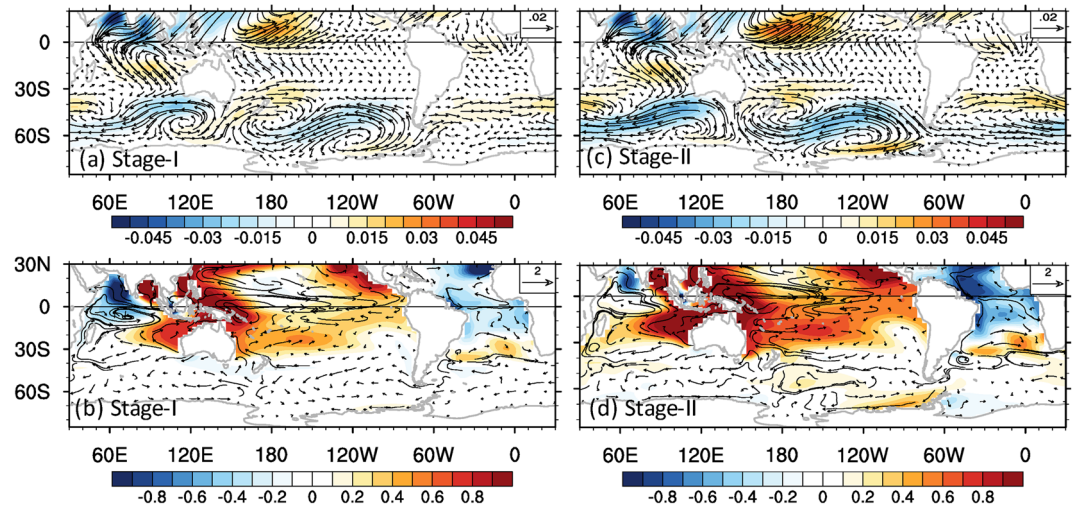 .02
0
30S
60S
(a) Stage-I
60E 120E 180 120W 60W 0
-0.045 -0.03 -0.015 0 0.015 0.03 0.045
.02
(c) Stage-II
60E 120E 180 120W 60W 0
-0.045 -0.03 -0.015 0 0.015 0.03 0.045
30N
0
30S
60S
2
(b) Stage-I
60E 120E 180 120W 60W 0
-0.8 -0.6 -0.4 -0.2 0 0.2 0.4 0.6 0.8
2
(d) Stage-II
60E 120E 180 120W 60W 0
-0.8 -0.6 -0.4 -0.2 0 0.2 0.4 0.6 0.8